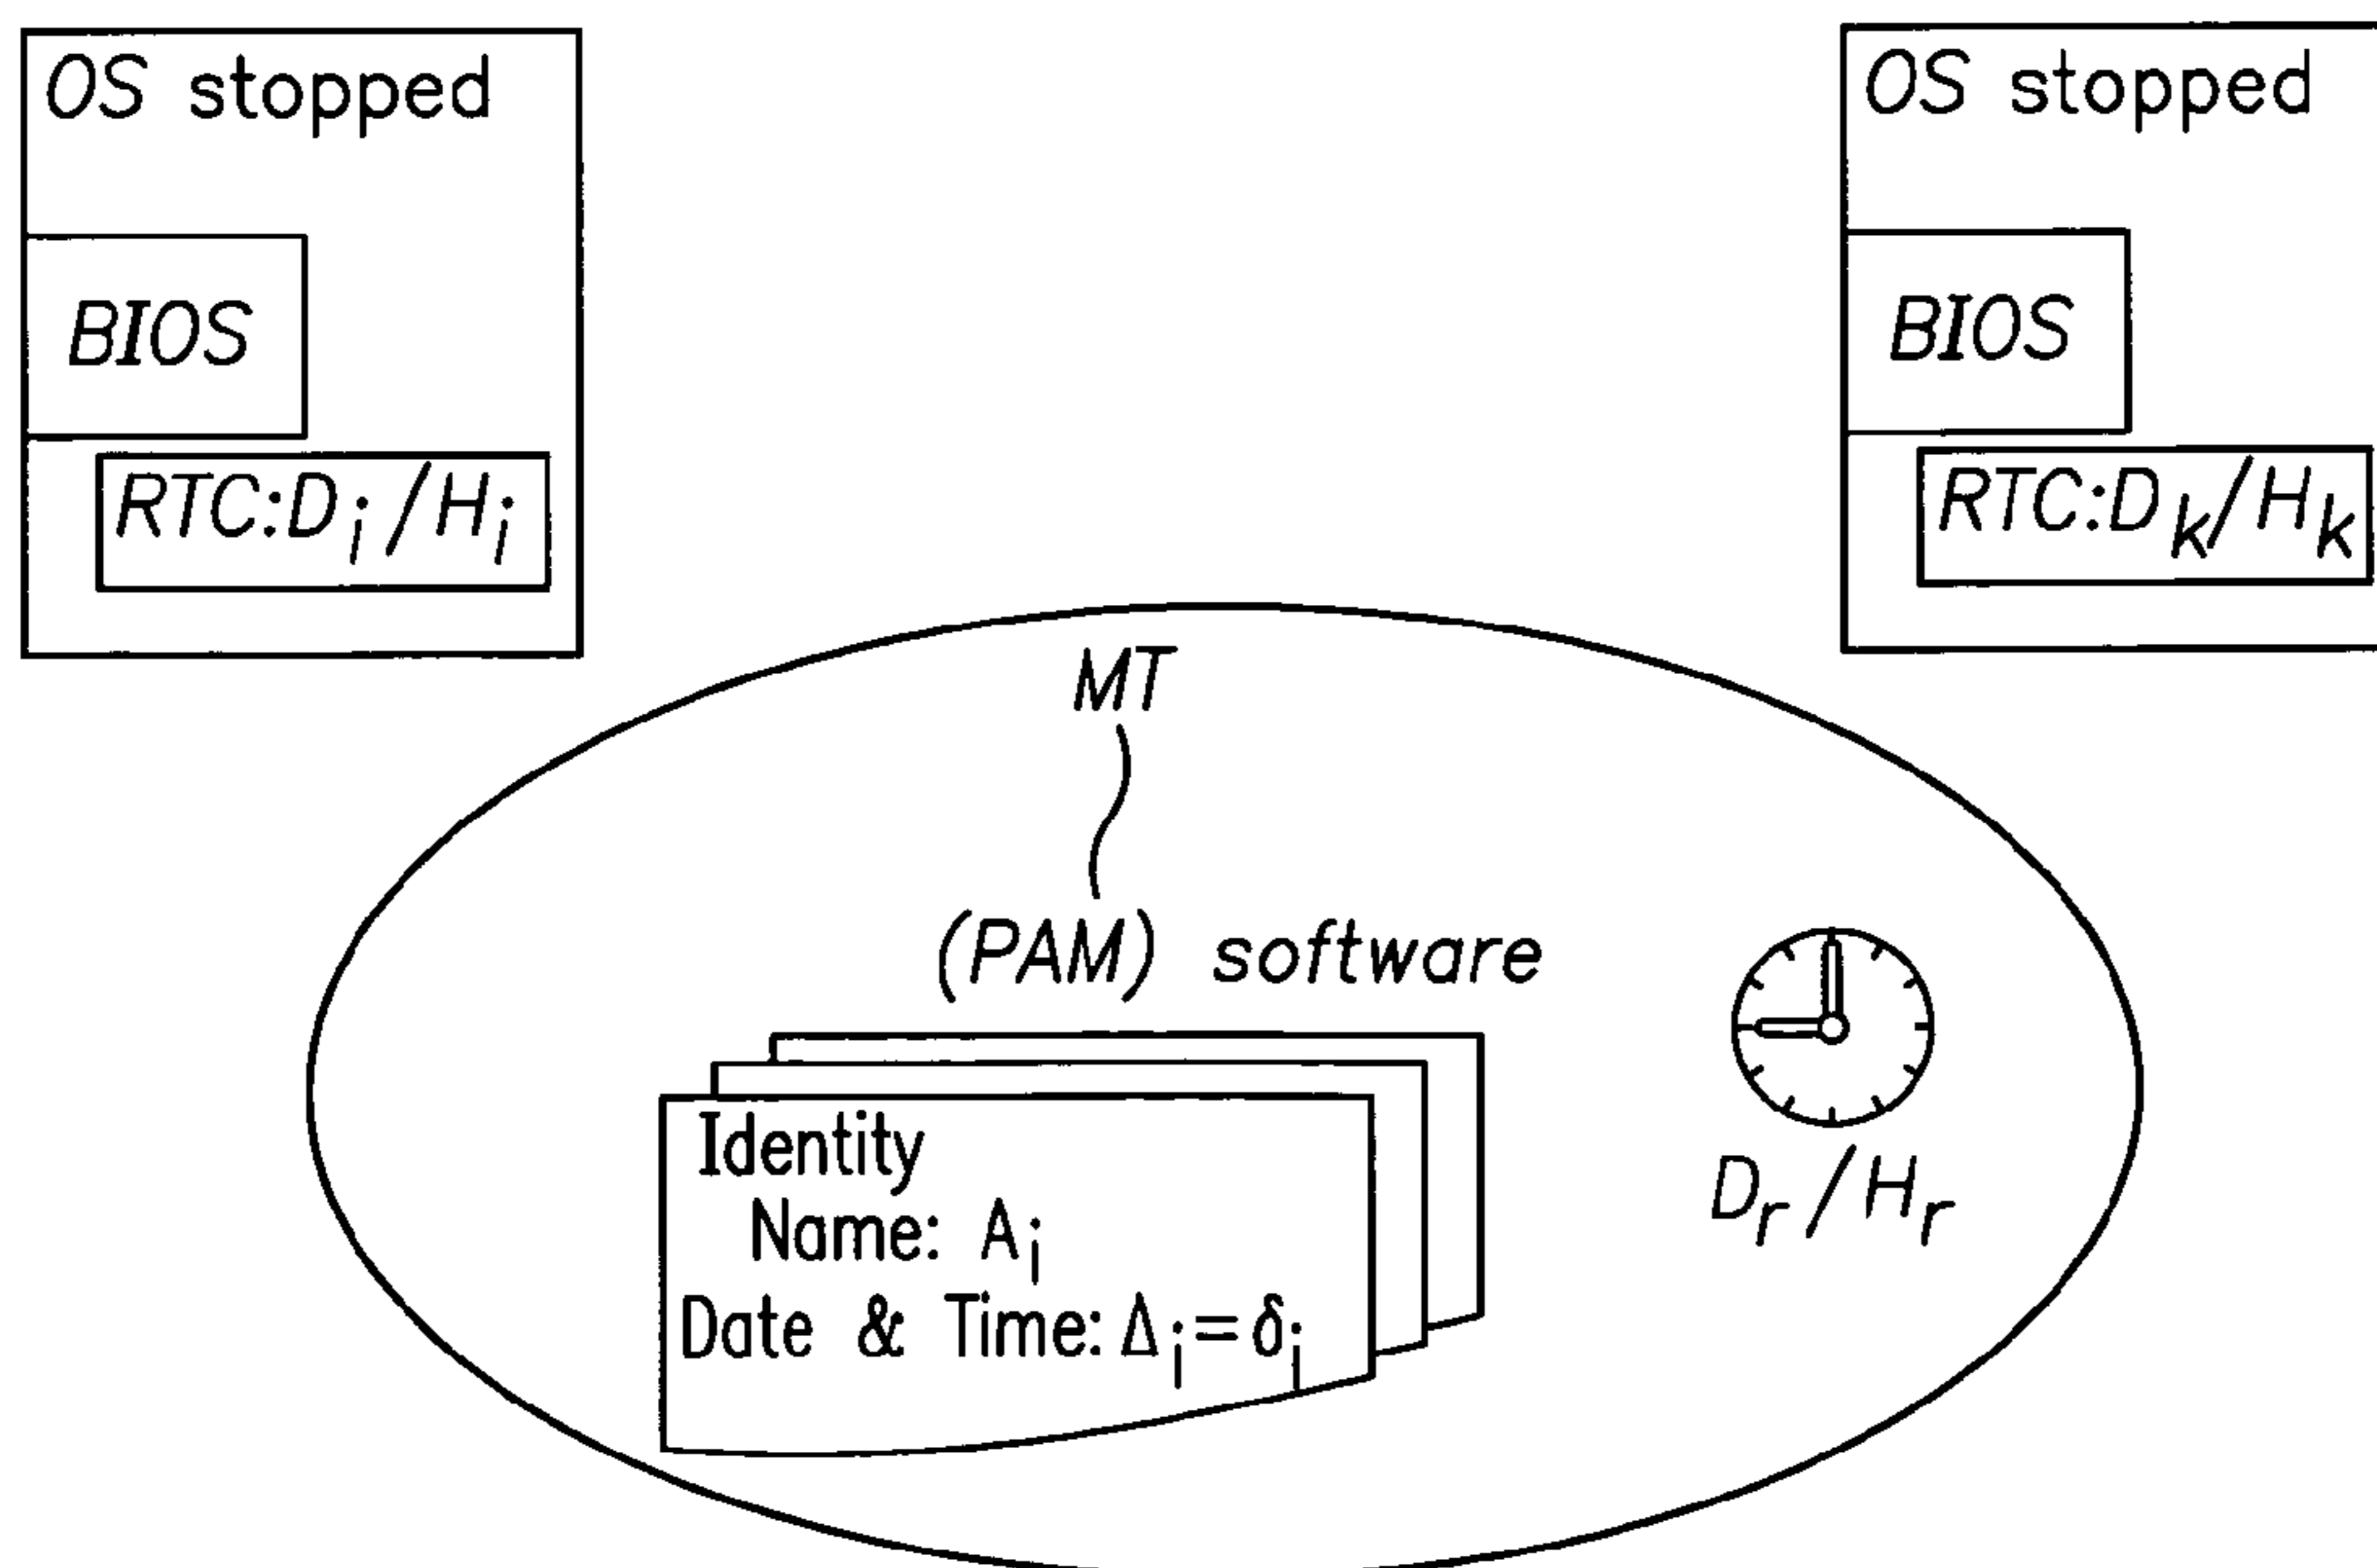 OS stopped
BIOS
RTC:Di/Hi
OS stopped
BIOS
RTC:Dk/Hk
MT
(PAM) software
Identity
Name: Ai
Date & Time: Δi=δi
Dr/Hr